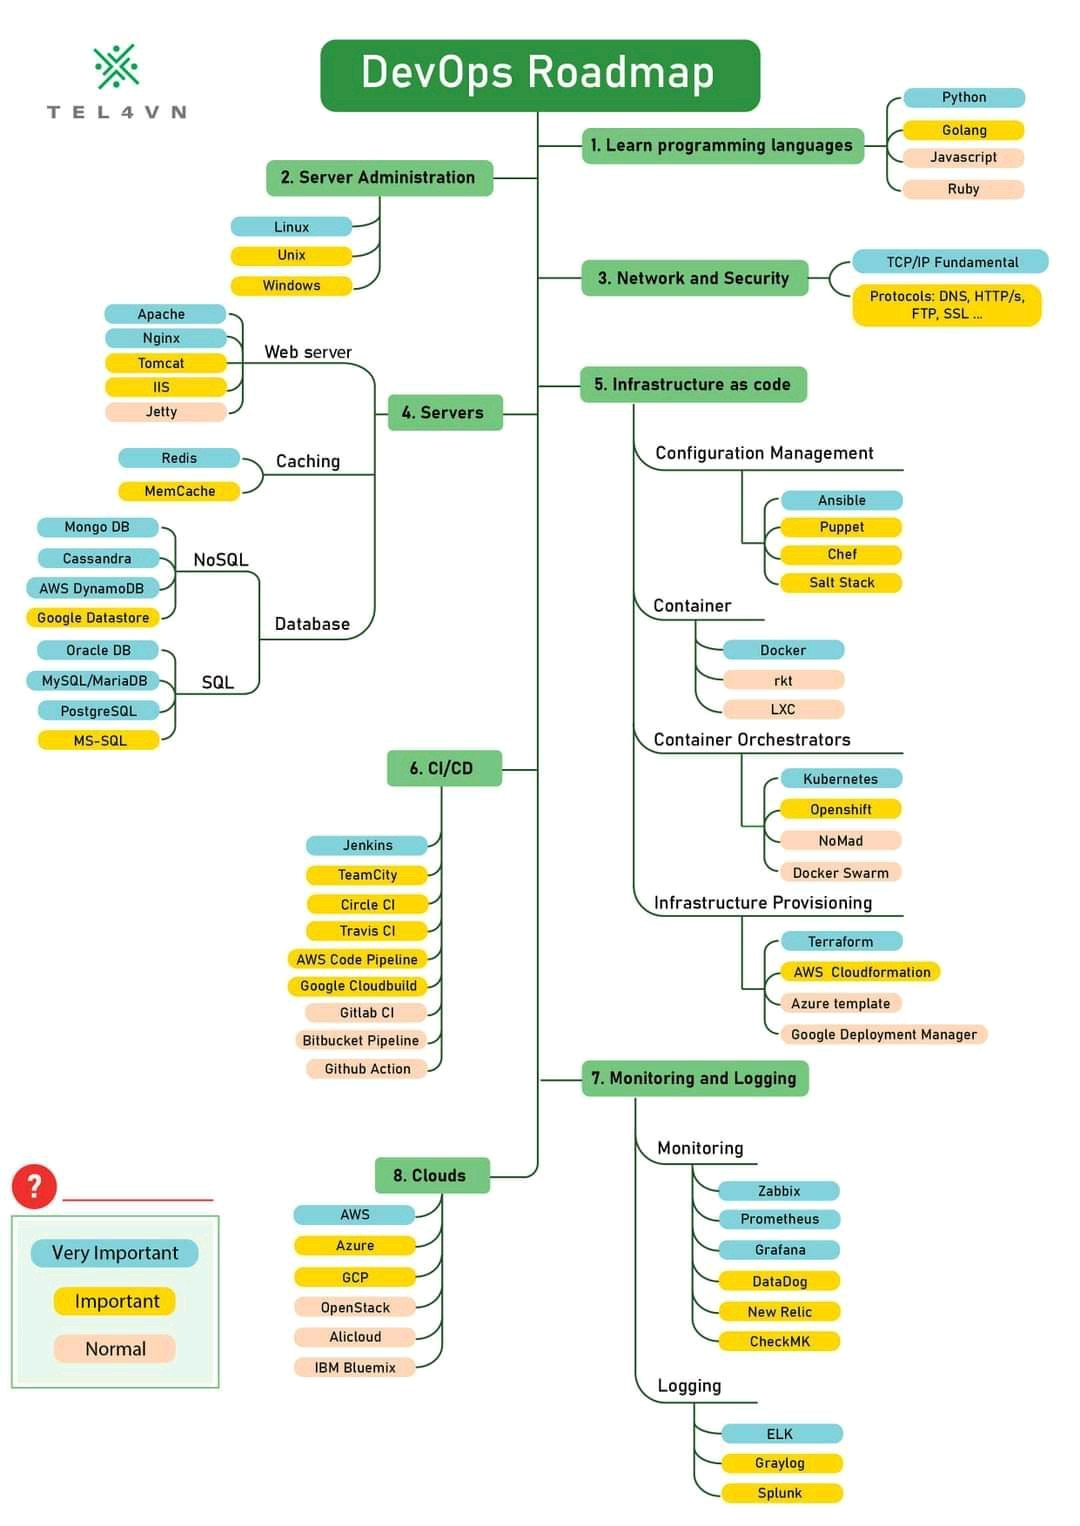 TEL4VN
DevOps Roadmap
1. Learn programming languages
Python
Golang
Javascript
Ruby
2. Server Administration
Linux
Unix
Windows
3. Network and Security
TCP/IP Fundamental
Protocols: DNS, HTTP/s,
FTP, SSL ...
4. Servers
Web server
Apache
Nginx
Tomcat
IIS
Jetty
Caching
Redis
MemCache
Database
NoSQL
Mongo DB
Cassandra
AWS DynamoDB
Google Datastore
SQL
Oracle DB
MySQL/MariaDB
PostgreSQL
MS-SQL
5. Infrastructure as code
Configuration Management
Ansible
Puppet
Chef
Salt Stack
Container
Docker
rkt
LXC
Container Orchestrators
Kubernetes
Openshift
NoMad
Docker Swarm
Infrastructure Provisioning
Terraform
AWS Cloudformation
Azure template
Google Deployment Manager
6. CI/CD
Jenkins
TeamCity
Circle CI
Travis CI
AWS Code Pipeline
Google Cloudbuild
Gitlab CI
Bitbucket Pipeline
Github Action
7. Monitoring and Logging
Monitoring
Zabbix
Prometheus
Grafana
DataDog
New Relic
CheckMK
Logging
ELK
Graylog
Splunk
8. Clouds
AWS
Azure
GCP
OpenStack
Alicloud
IBM Bluemix
?
Very Important
Important
Normal